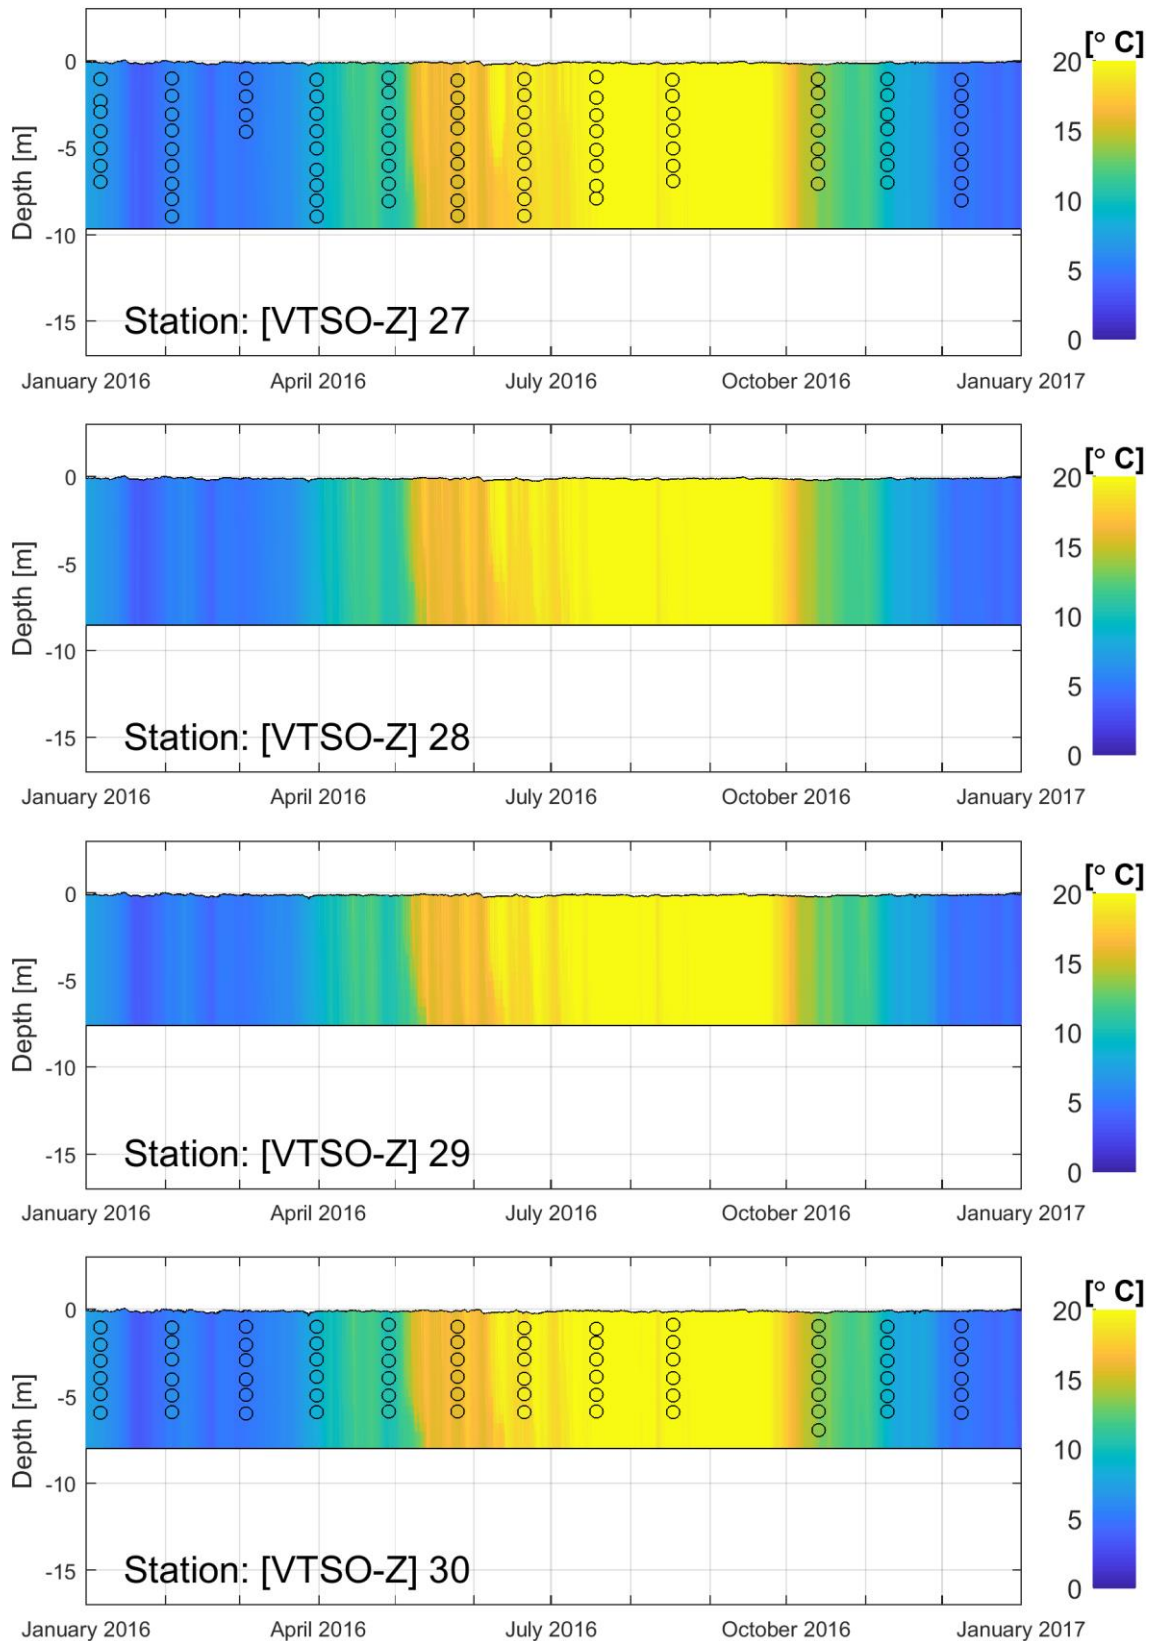 [° C]
0
-5
-10
-15
Depth [m]
Station: [VTSO-Z] 27
20
15
10
5
0
January 2016 April 2016 July 2016 October 2016 January 2017
[° C]
0
-5
-10
-15
Depth [m]
Station: [VTSO-Z] 28
20
15
10
5
0
January 2016 April 2016 July 2016 October 2016 January 2017
[° C]
0
-5
-10
-15
Depth [m]
Station: [VTSO-Z] 29
20
15
10
5
0
January 2016 April 2016 July 2016 October 2016 January 2017
[° C]
0
-5
-10
-15
Depth [m]
Station: [VTSO-Z] 30
20
15
10
5
0
January 2016 April 2016 July 2016 October 2016 January 2017